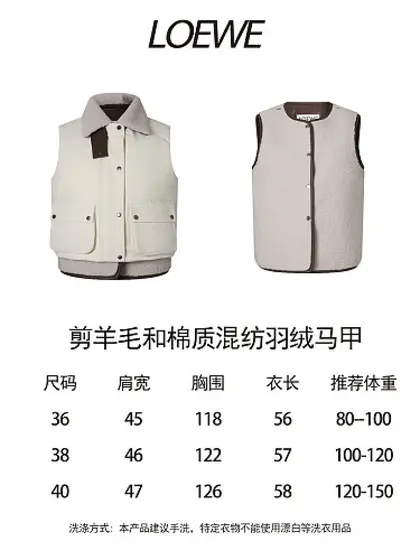 LOEWE
LOEWE
剪羊毛和棉质混纺羽绒马甲
尺码 肩宽 胸围 衣长 推荐体重
36 45 118 56 80--100
38 46 122 57 100-120
40 47 126 58 120-150
洗涤方式：本产品建议手洗。特定衣物不能使用漂白等洗衣用品